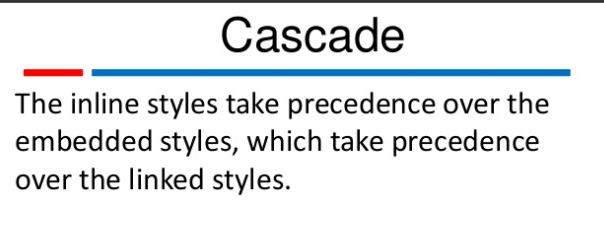 Cascade
The inline styles take precedence over the
embedded styles, which take precedence
over the linked styles.